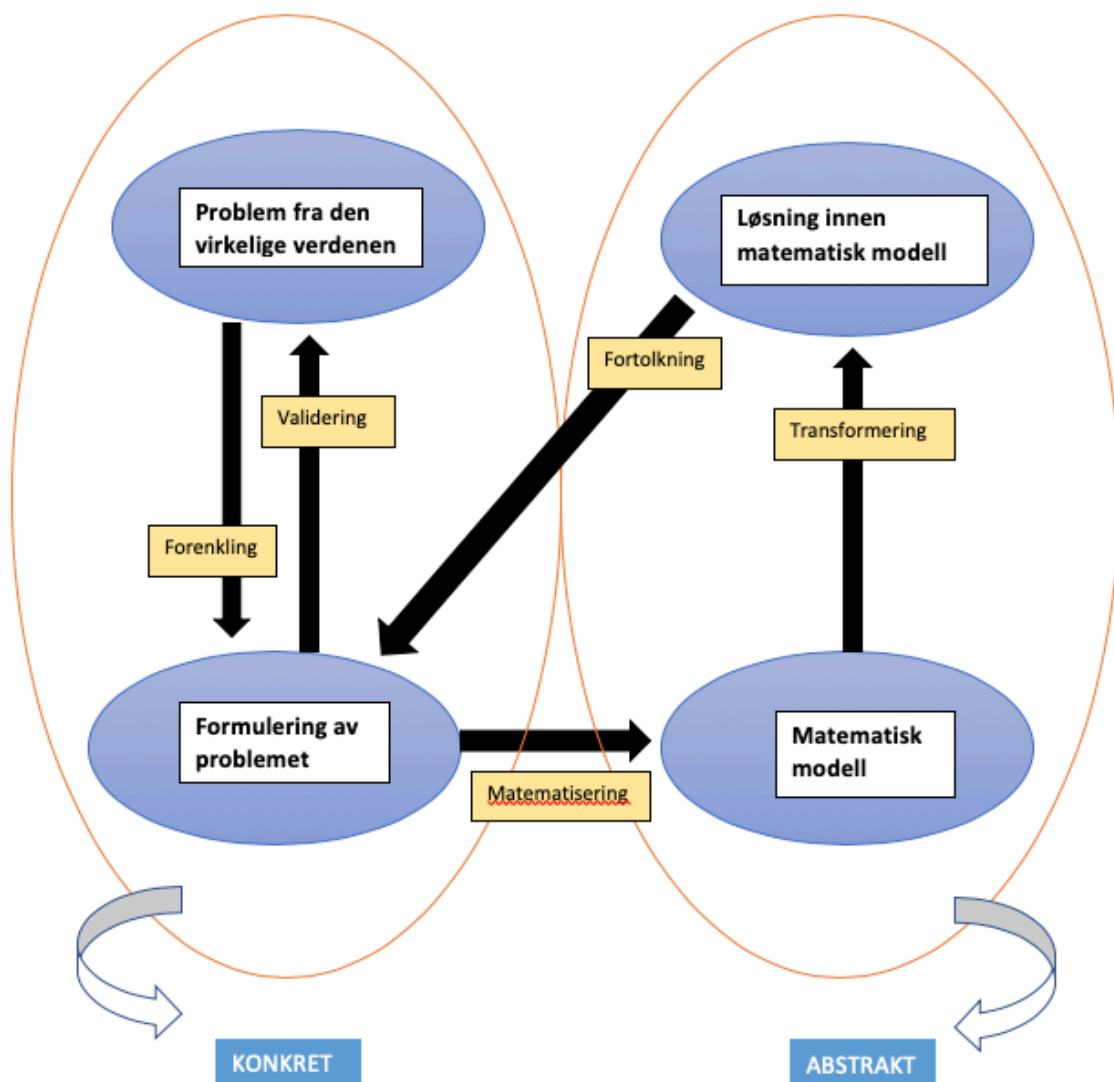 Problem fra den
virkelige verdenen
Løsning innen
matematisk modell
Fortolkning
Validering
Transformering
Forenkling
Formulering av
problemet
Matematisk
modell
Matematisering
KONKRET
ABSTRAKT